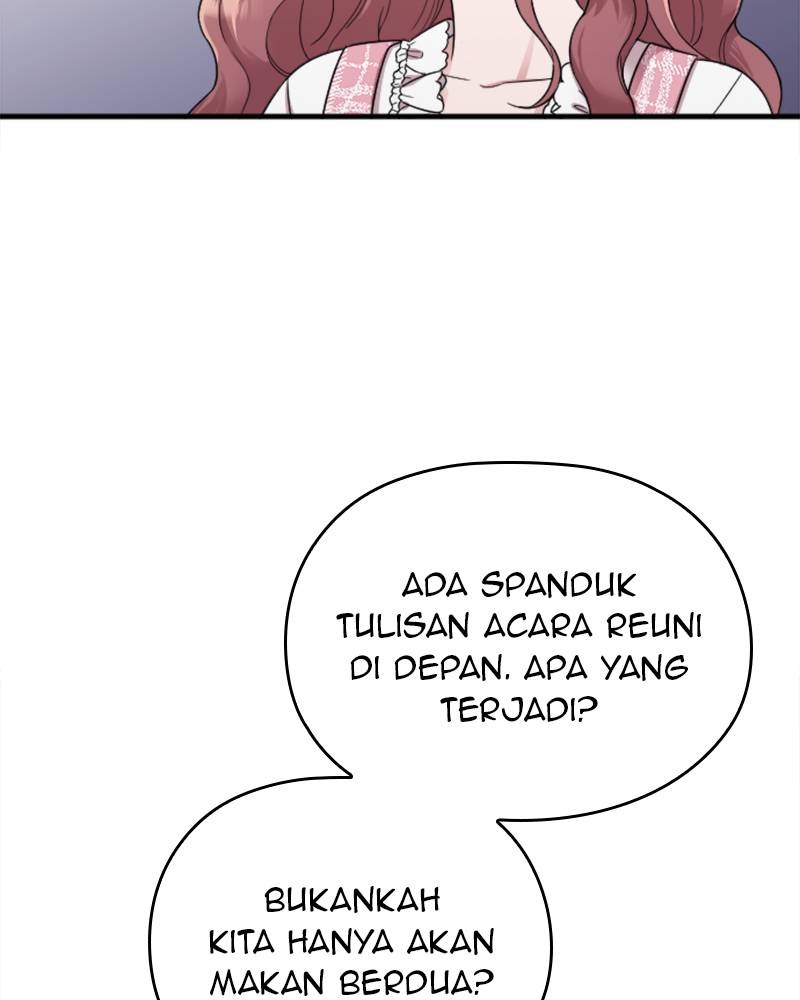 ADA SPANDUK
TULISAN ACARA REUNI
DI DEPAN. APA YANG
TERJADI?
BUKANKAH
KITA HANYA AKAN
MAKAN BERDUA?